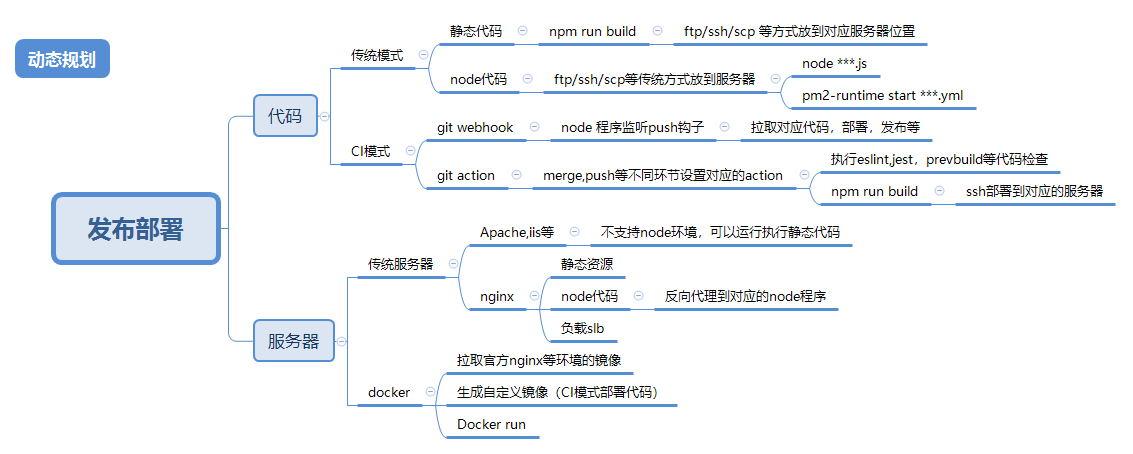 动态规划
发布部署
代码
传统模式
静态代码
npm run build
ftp/ssh/scp 等方式放到对应服务器位置
node代码
ftp/ssh/scp等传统方式放到服务器
node ***.js
pm2-runtime start ***.yml
CI模式
git webhook
node 程序监听push钩子
拉取对应代码，部署，发布等
git action
merge,push等不同环节设置对应的action
执行eslint,jest，prevbuild等代码检查
npm run build
ssh部署到对应的服务器
服务器
传统服务器
Apache,iis等
不支持node环境，可以运行执行静态代码
nginx
静态资源
node代码
反向代理到对应的node程序
负载slb
docker
拉取官方nginx等环境的镜像
生成自定义镜像（CI模式部署代码）
Docker run